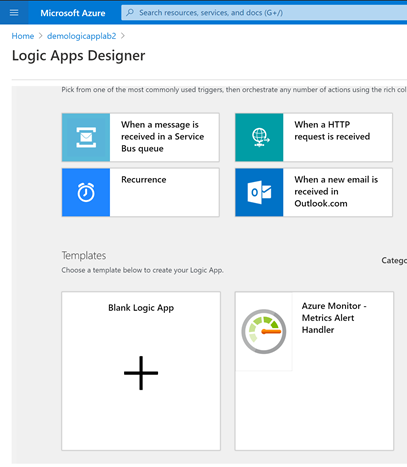 Microsoft Azure
Search resources, services, and docs (G+/)
Home > demologicapplab2 >
Logic Apps Designer
Pick from one of the most commonly used triggers, then orchestrate any number of actions using the rich col
When a message is
received in a Service
Bus queue
When a HTTP
request is received
Recurrence
When a new email is
received in
Outlook.com
Templates
Choose a template below to create your Logic App.
Catego
Blank Logic App
Azure Monitor -
Metrics Alert
Handler